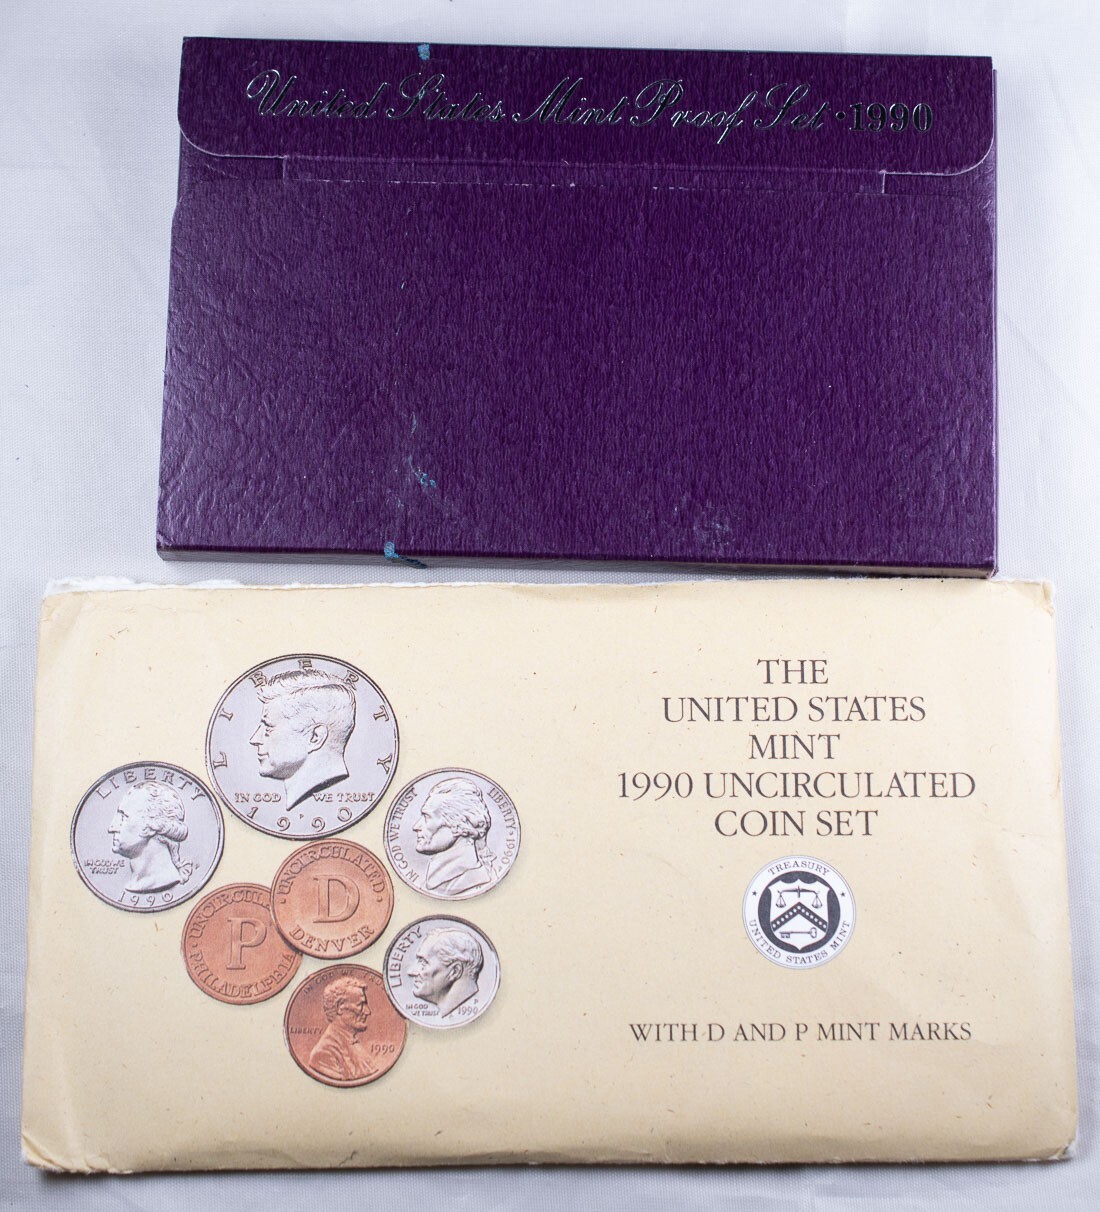 United States Mint Proof Set · 1990
THE
UNITED STATES
MINT
1990 UNCIRCULATED
COIN SET
TREASURY
UNITED STATES MINT
WITH D AND P MINT MARKS
LIBERTY
IN GOD WE TRUST
P
1990
LIBERTY
IN GOD WE
TRUST
P
1990
IN GOD WE TRUST
LIBERTY · 1990
UNCIRCULATED
D
DENVER
UNCIRCUL
P
PHILADELPHIA
LIBERTY
IN GOD
WE TRUST
P
1990
IN GOD WE
LIBERTY
1990